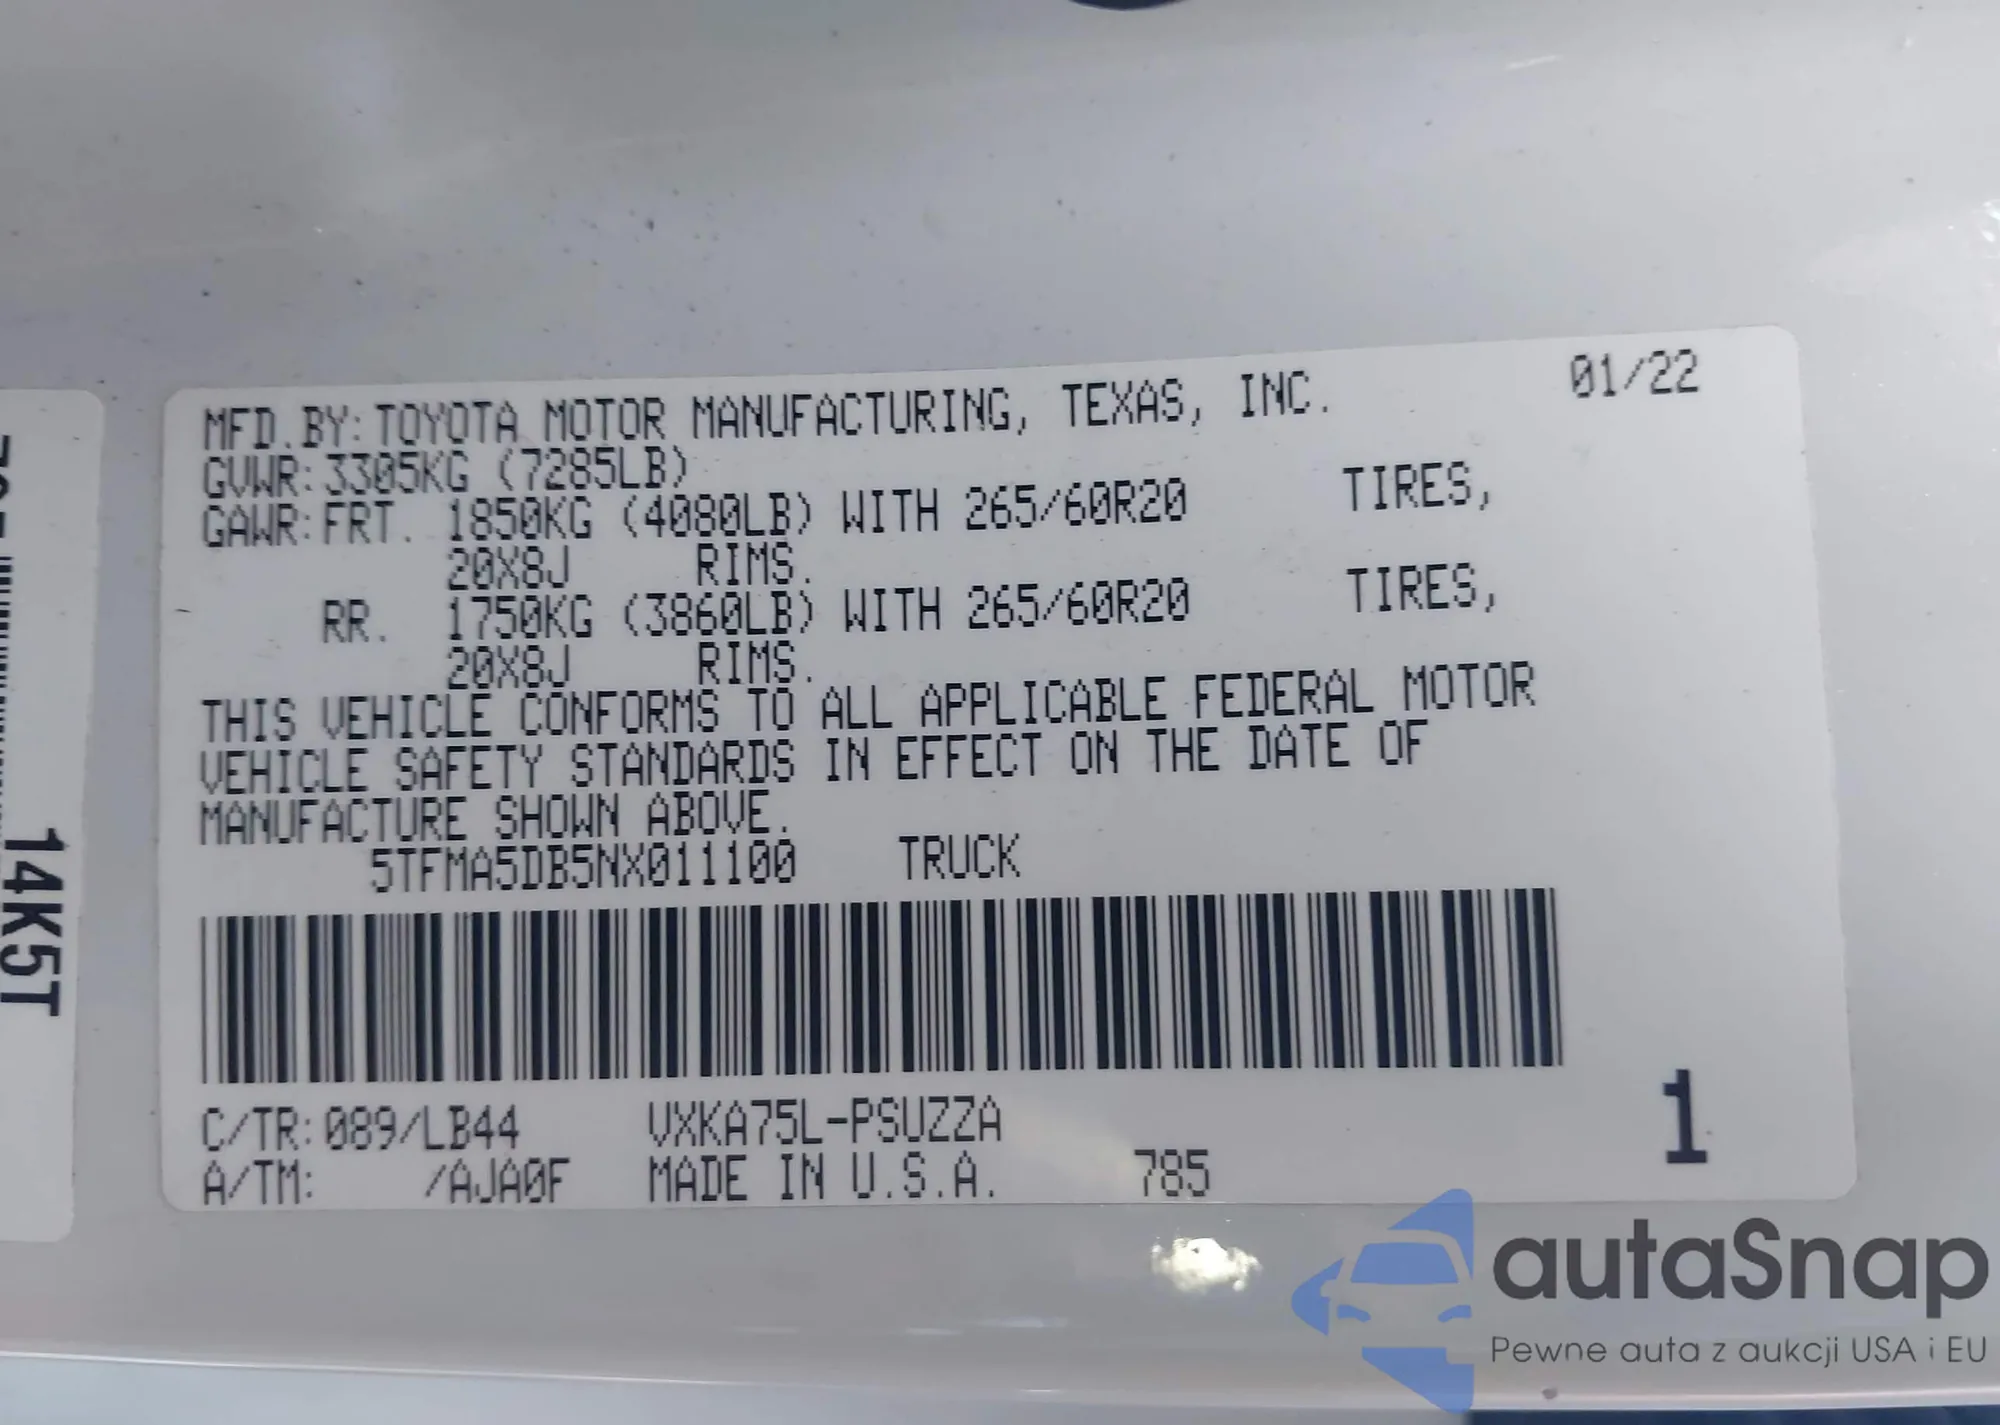 MFD.BY:TOYOTA MOTOR MANUFACTURING, TEXAS, INC. 01/22
GVWR:3305KG (7285LB)
GAWR:FRT. 1850KG (4080LB) WITH 265/60R20 TIRES,
20X8J RIMS.
RR. 1750KG (3860LB) WITH 265/60R20 TIRES,
20X8J RIMS.
THIS VEHICLE CONFORMS TO ALL APPLICABLE FEDERAL MOTOR
VEHICLE SAFETY STANDARDS IN EFFECT ON THE DATE OF
MANUFACTURE SHOWN ABOVE.
5TFMA5DB5NX011100 TRUCK
C/TR:089/LB44 VXKA75L-PSUZZA
A/TM: /AJA0F MADE IN U.S.A. 785
1
14K5T
autaSnap
Pewne auta z aukcji USA i EU